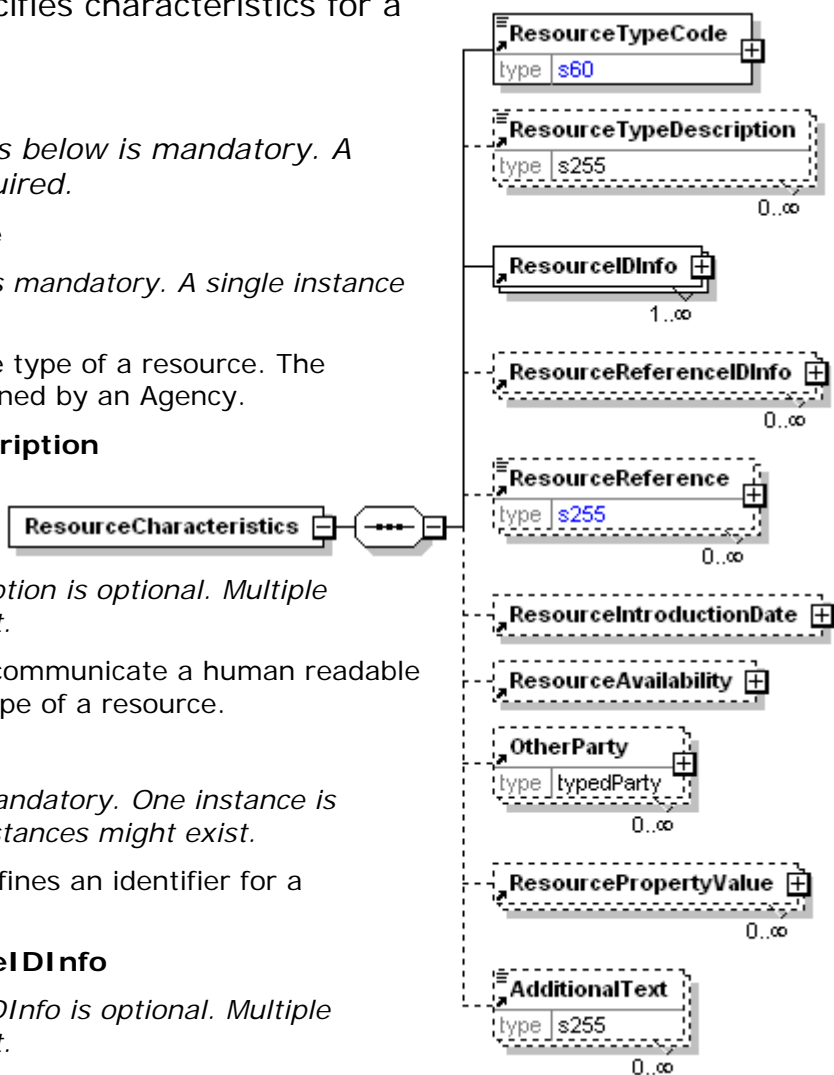 cifies characteristics for a
s below is mandatory. A
uired.
e
s mandatory. A single instance
e type of a resource. The
ned by an Agency.
ription
ption is optional. Multiple
t.
communicate a human readable
pe of a resource.
andatory. One instance is
stances might exist.
fines an identifier for a
eIDInfo
DInfo is optional. Multiple
t.
ResourceCharacteristics
ResourceTypeCode
type s60
ResourceTypeDescription
type s255
0..∞
ResourceIDInfo
1..∞
ResourceReferenceIDInfo
0..∞
ResourceReference
type s255
0..∞
ResourceIntroductionDate
ResourceAvailability
OtherParty
type typedParty
0..∞
ResourcePropertyValue
0..∞
AdditionalText
type s255
0..∞